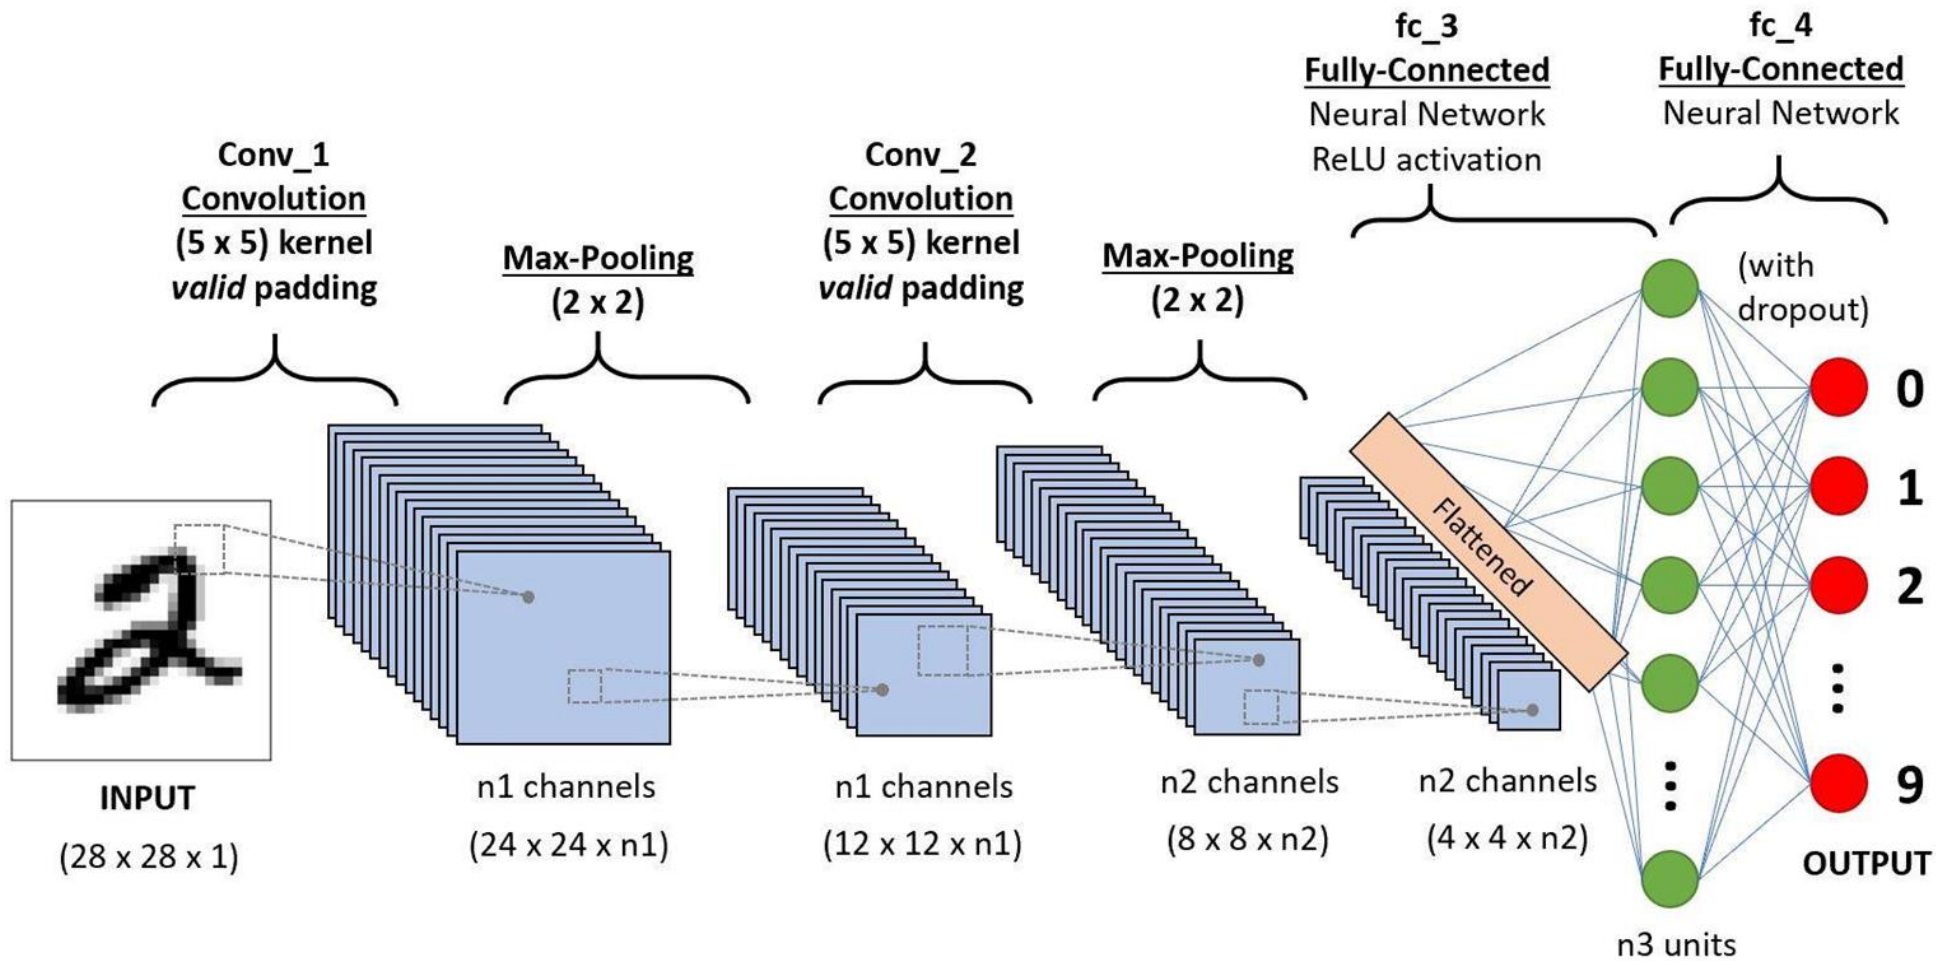 Conv_1
Convolution
(5 x 5) kernel
valid padding
Max-Pooling
(2 x 2)
Conv_2
Convolution
(5 x 5) kernel
valid padding
Max-Pooling
(2 x 2)
fc_3
Fully-Connected
Neural Network
ReLU activation
fc_4
Fully-Connected
Neural Network
(with
dropout)
Flattened
0
1
2
9
INPUT
(28 x 28 x 1)
n1 channels
(24 x 24 x n1)
n1 channels
(12 x 12 x n1)
n2 channels
(8 x 8 x n2)
n2 channels
(4 x 4 x n2)
OUTPUT
n3 units
2